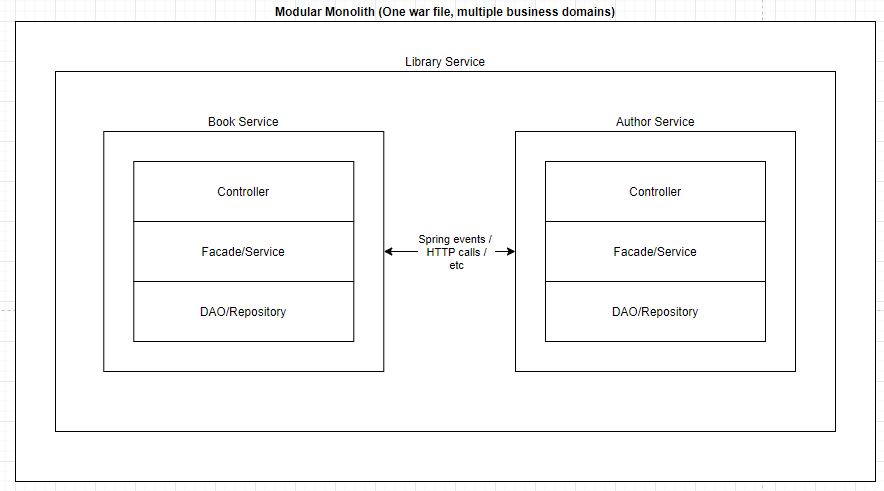 Modular Monolith (One war file, multiple business domains)
Library Service
Book Service
Controller
Facade/Service
DAO/Repository
Spring events /
HTTP calls /
etc
Author Service
Controller
Facade/Service
DAO/Repository